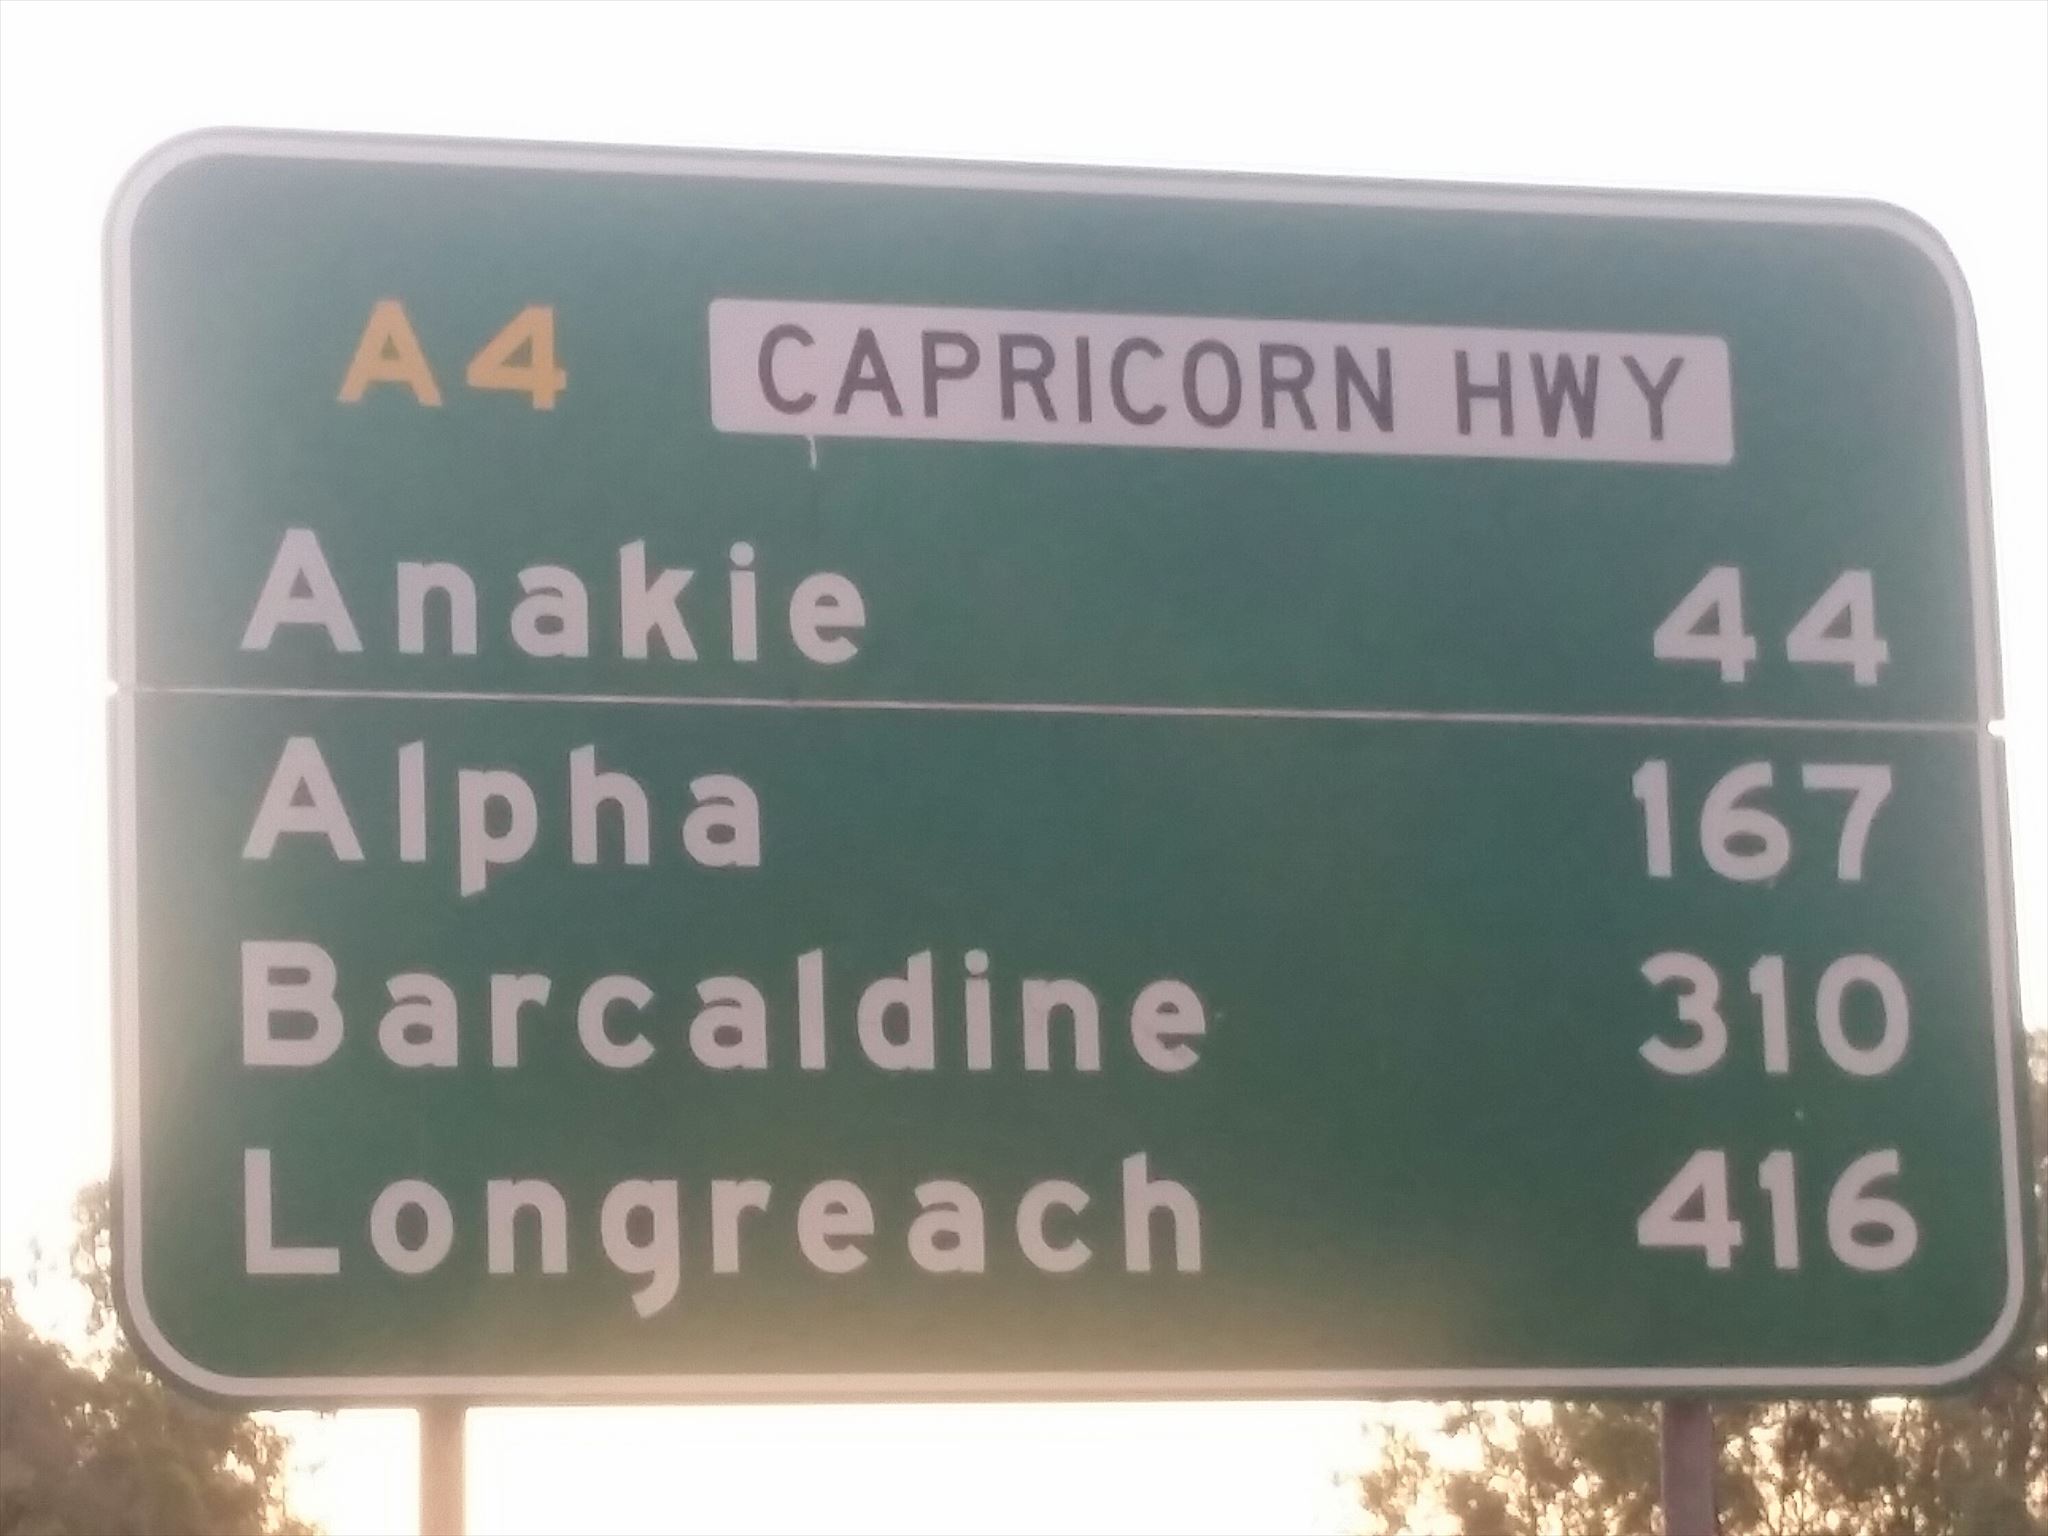 A4 CAPRICORN HWY
Anakie 44
Alpha 167
Barcaldine 310
Longreach 416